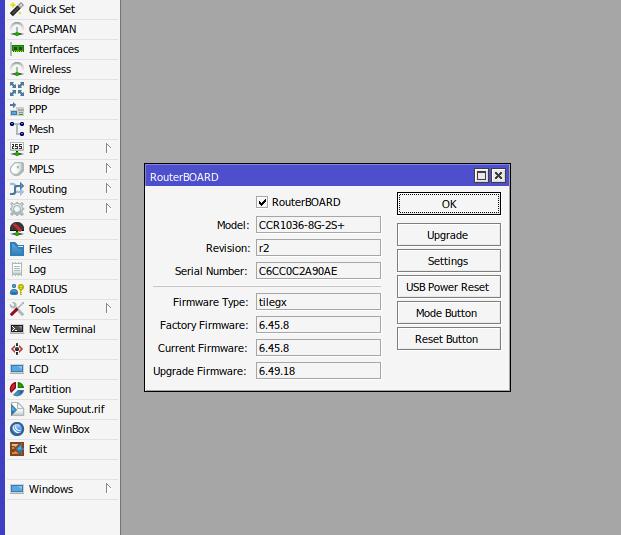 Quick Set
CAPsMAN
Interfaces
Wireless
Bridge
PPP
Mesh
IP
MPLS
Routing
System
Queues
Files
Log
RADIUS
Tools
New Terminal
Dot1X
LCD
Partition
Make Supout.rif
New WinBox
Exit
Windows
RouterBOARD
RouterBOARD
Model: CCR1036-8G-2S+
Revision: r2
Serial Number: C6CC0C2A90AE
Firmware Type: tilegx
Factory Firmware: 6.45.8
Current Firmware: 6.45.8
Upgrade Firmware: 6.49.18
OK
Upgrade
Settings
USB Power Reset
Mode Button
Reset Button